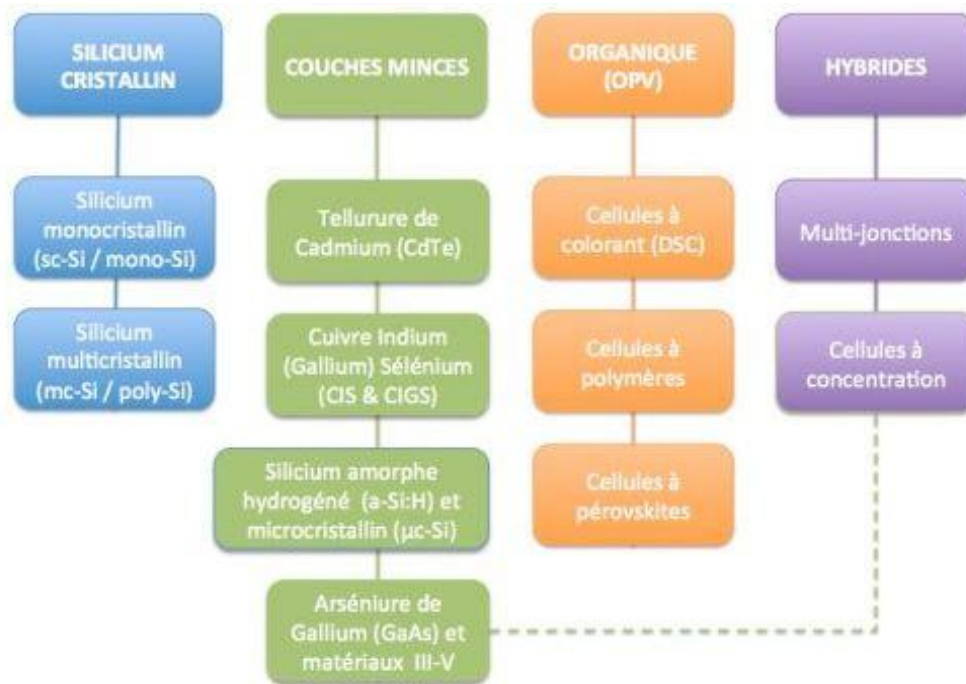 SILICIUM
CRISTALLIN
Silicium
monocristallin
(sc-Si / mono-Si)
Silicium
multicristallin
(mc-Si / poly-Si)
COUCHES MINCES
Tellurure de
Cadmium (CdTe)
Cuivre Indium
(Gallium) Sélénium
(CIS & CIGS)
Silicium amorphe
hydrogéné (a-Si:H) et
microcristallin (µc-Si)
Arséniure de
Gallium (GaAs) et
matériaux III-V
ORGANIQUE
(OPV)
Cellules à
colorant (DSC)
Cellules à
polymères
Cellules à
pérovskites
HYBRIDES
Multi-jonctions
Cellules à
concentration